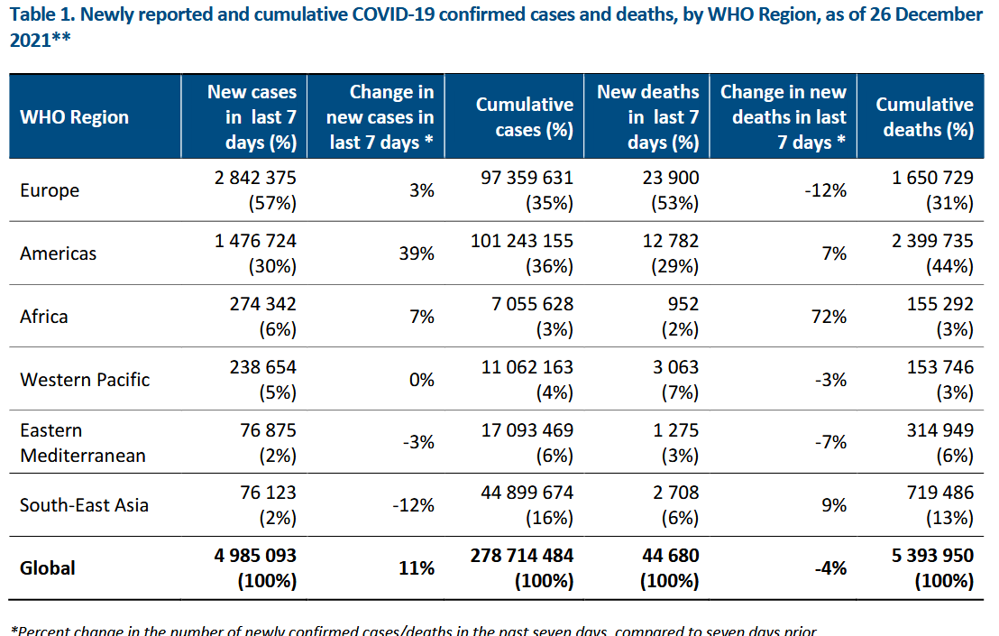 Table 1. Newly reported and cumulative COVID-19 confirmed cases and deaths, by WHO Region, as of 26 December
2021**
WHO Region
New cases
in last 7
days (%)
Change in
new cases in
last 7 days *
Cumulative
cases (%)
New deaths
in last 7
days (%)
Change in new
deaths in last
7 days *
Cumulative
deaths (%)
Europe
2 842 375
(57%)
3%
97 359 631
(35%)
23 900
(53%)
-12%
1 650 729
(31%)
Americas
1 476 724
(30%)
39%
101 243 155
(36%)
12 782
(29%)
7%
2 399 735
(44%)
Africa
274 342
(6%)
7%
7 055 628
(3%)
952
(2%)
72%
155 292
(3%)
Western Pacific
238 654
(5%)
0%
11 062 163
(4%)
3 063
(7%)
-3%
153 746
(3%)
Eastern
Mediterranean
76 875
(2%)
-3%
17 093 469
(6%)
1 275
(3%)
-7%
314 949
(6%)
South-East Asia
76 123
(2%)
-12%
44 899 674
(16%)
2 708
(6%)
9%
719 486
(13%)
Global
4 985 093
(100%)
11%
278 714 484
(100%)
44 680
(100%)
-4%
5 393 950
(100%)
*Percent change in the number of newly confirmed cases/deaths in the past seven days, compared to seven days prior